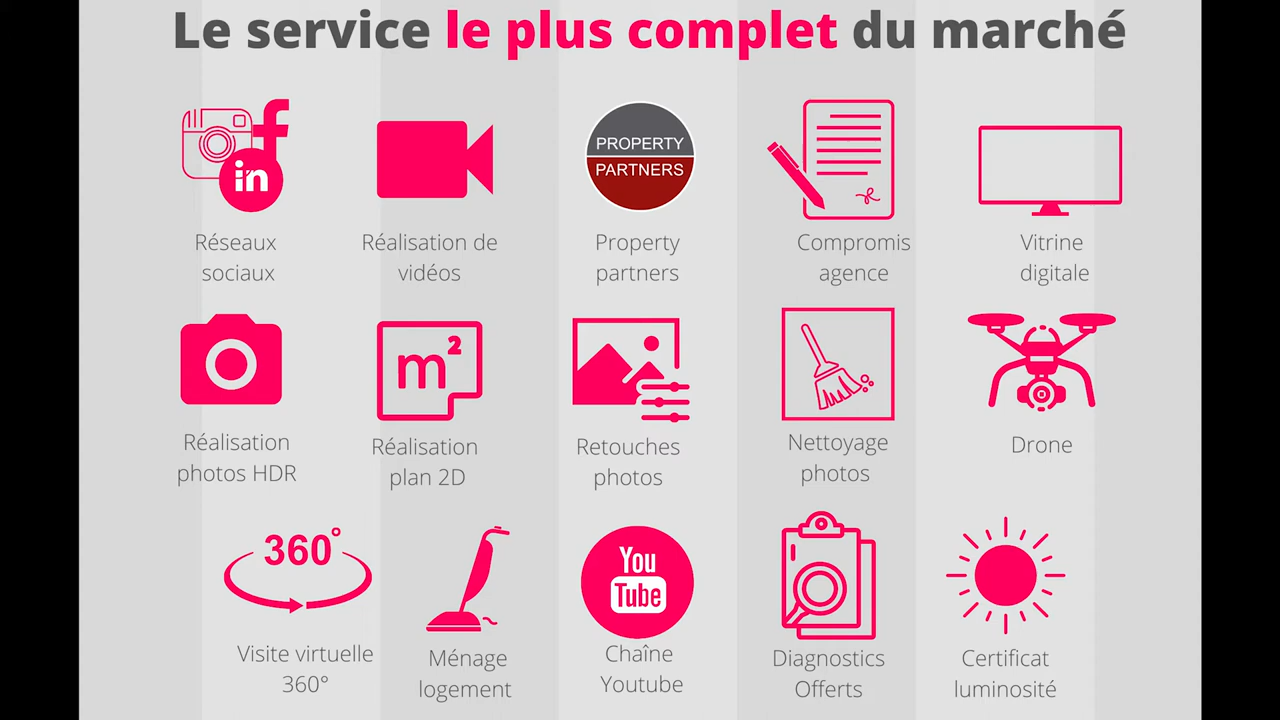 Le service le plus complet du marché
in
PROPERTY
PARTNERS
Réseaux
sociaux
Réalisation de
vidéos
Property
partners
Compromis
agence
Vitrine
digitale
m²
Réalisation
photos HDR
Réalisation
plan 2D
Retouches
photos
Nettoyage
photos
Drone
360°
You
Tube
Visite virtuelle
360°
Ménage
logement
Chaîne
Youtube
Diagnostics
Offerts
Certificat
luminosité